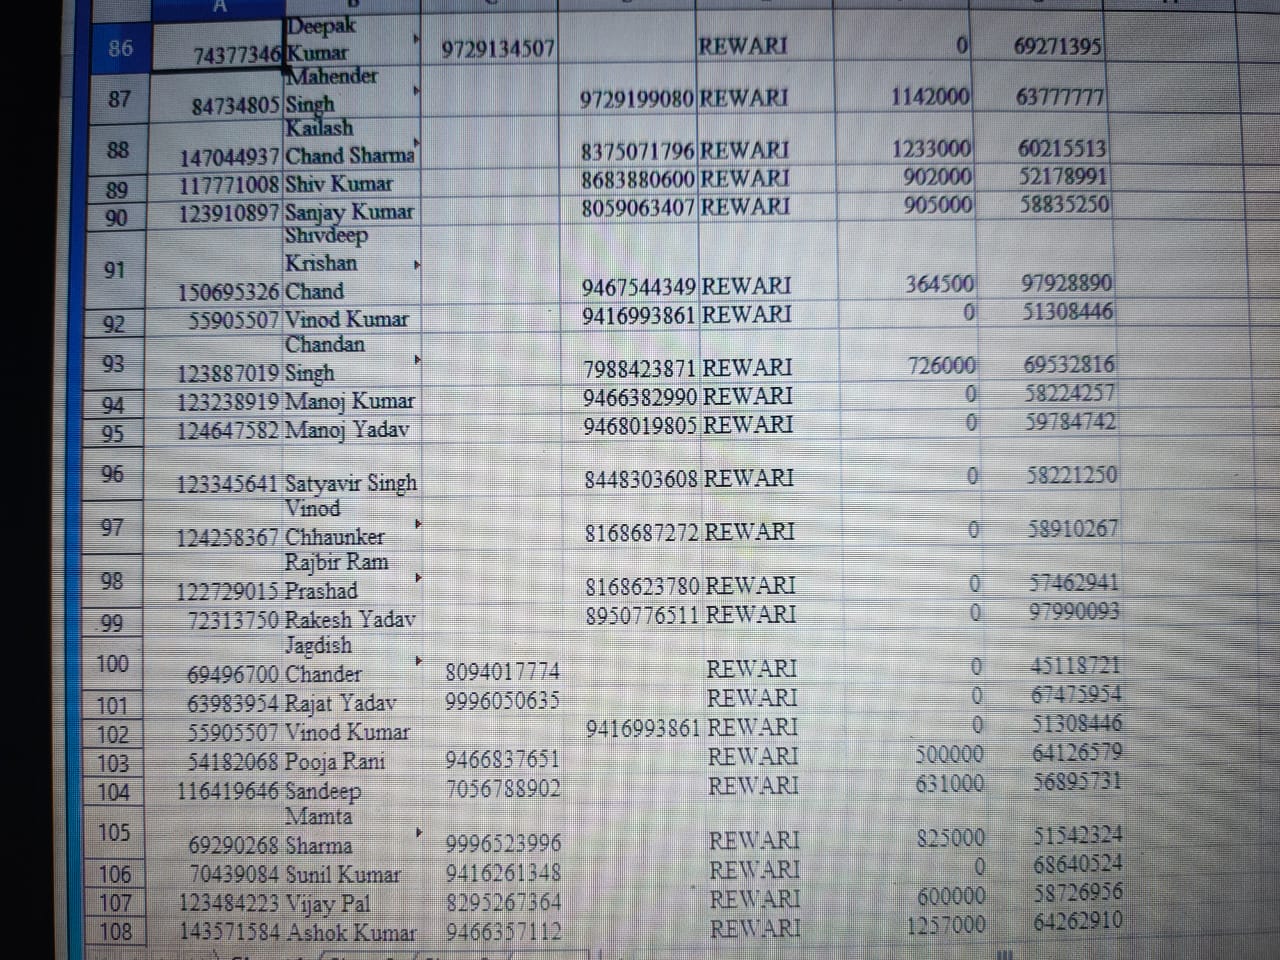 A
86 74377346 Deepak Kumar 9729134507 REWARI 0 69271395
87 84734805 Mahender Singh 9729199080 REWARI 1142000 63777777
88 147044937 Kailash Chand Sharma 8375071796 REWARI 1233000 60215513
89 117771008 Shiv Kumar 8683880600 REWARI 902000 52178991
90 123910897 Sanjay Kumar 8059063407 REWARI 905000 58835250
91 150695326 Shivdeep Krishan Chand 9467544349 REWARI 364500 97928890
92 55905507 Vinod Kumar 9416993861 REWARI 0 51308446
93 123887019 Chandan Singh 7988423871 REWARI 726000 69532816
94 123238919 Manoj Kumar 9466382990 REWARI 0 58224257
95 124647582 Manoj Yadav 9468019805 REWARI 0 59784742
96 123345641 Satyavir Singh 8448303608 REWARI 0 58221250
97 124258367 Vinod Chhaunker 8168687272 REWARI 0 58910267
98 122729015 Rajbir Ram Prashad 8168623780 REWARI 0 57462941
99 72313750 Rakesh Yadav 8950776511 REWARI 0 97990093
100 69496700 Jagdish Chander 8094017774 REWARI 0 45118721
101 63983954 Rajat Yadav 9996050635 REWARI 0 67475954
102 55905507 Vinod Kumar 9416993861 REWARI 0 51308446
103 54182068 Pooja Rani 9466837651 REWARI 500000 64126579
104 116419646 Sandeep 7056788902 REWARI 631000 56895731
105 69290268 Mamta Sharma 9996523996 REWARI 825000 51542324
106 70439084 Sunil Kumar 9416261348 REWARI 0 68640524
107 123484223 Vijay Pal 8295267364 REWARI 600000 58726956
108 143571584 Ashok Kumar 9466357112 REWARI 1257000 64262910